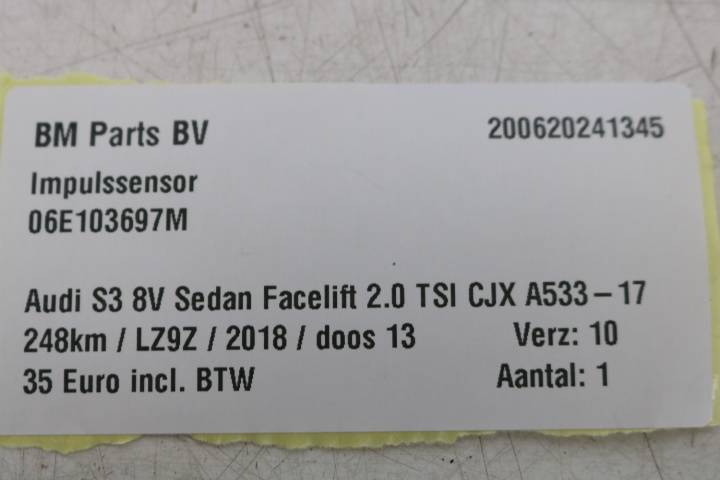 BM Parts BV 200620241345
Impulssensor
06E103697M
Audi S3 8V Sedan Facelift 2.0 TSI CJX A533-17
248km / LZ9Z / 2018 / doos 13 Verz: 10
35 Euro incl. BTW Aantal: 1